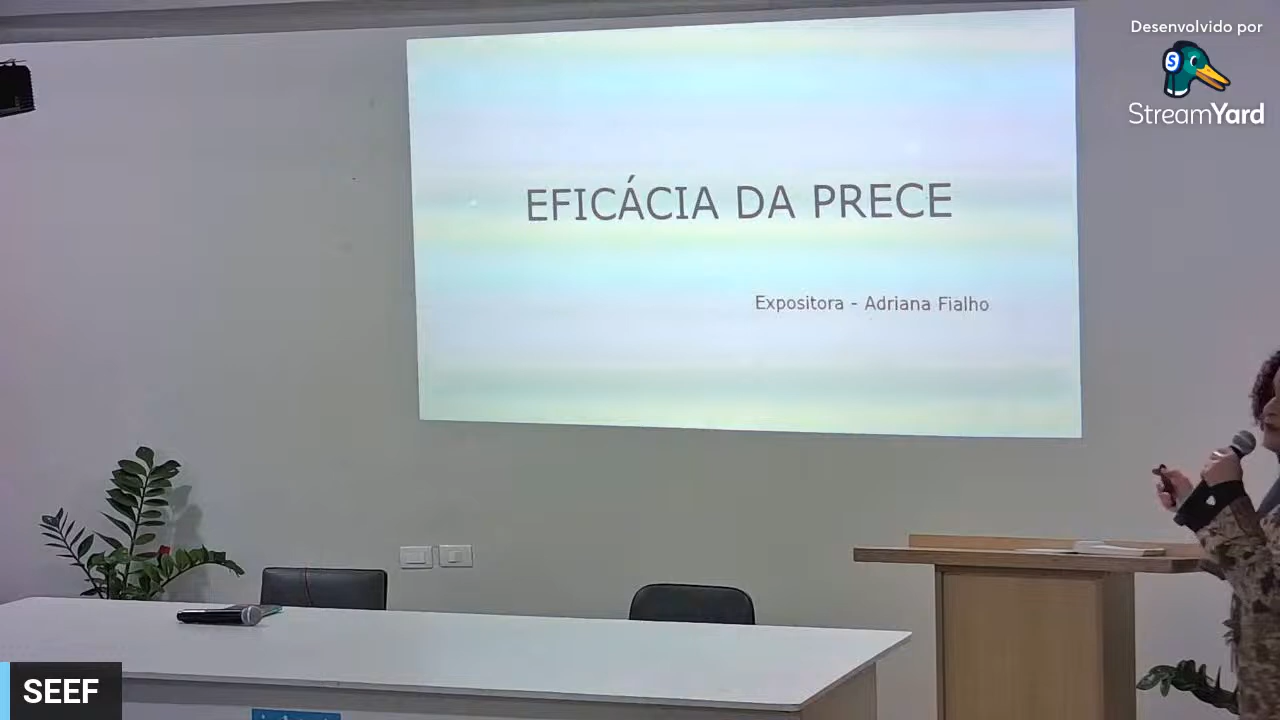 Desenvolvido por
StreamYard
EFICÁCIA DA PRECE
Expositora - Adriana Fialho
SEEF